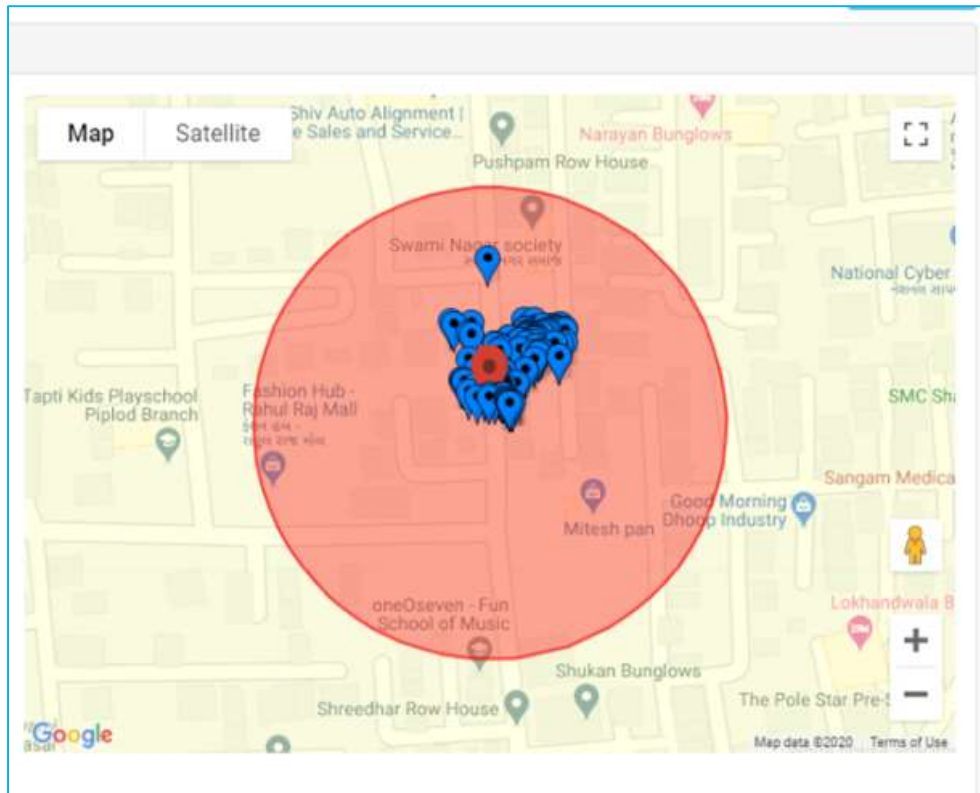 Map
Satellite
Shiv Auto Alignment |
e Sales and Service...
Narayan Bunglows
Pushpam Row House
Swami Nagar society
National Cyber
Tapti Kids Playschool
Piplod Branch
Fashion Hub -
Rahul Raj Mall
SMC Sha
Sangam Medica
Good Morning
Dhoop Industry
Mitesh pan
oneOseven - Fun
School of Music
Lokhandwala B
Shukan Bunglows
Shreedhar Row House
The Pole Star Pre-S
Google
Map data ©2020
Terms of Use